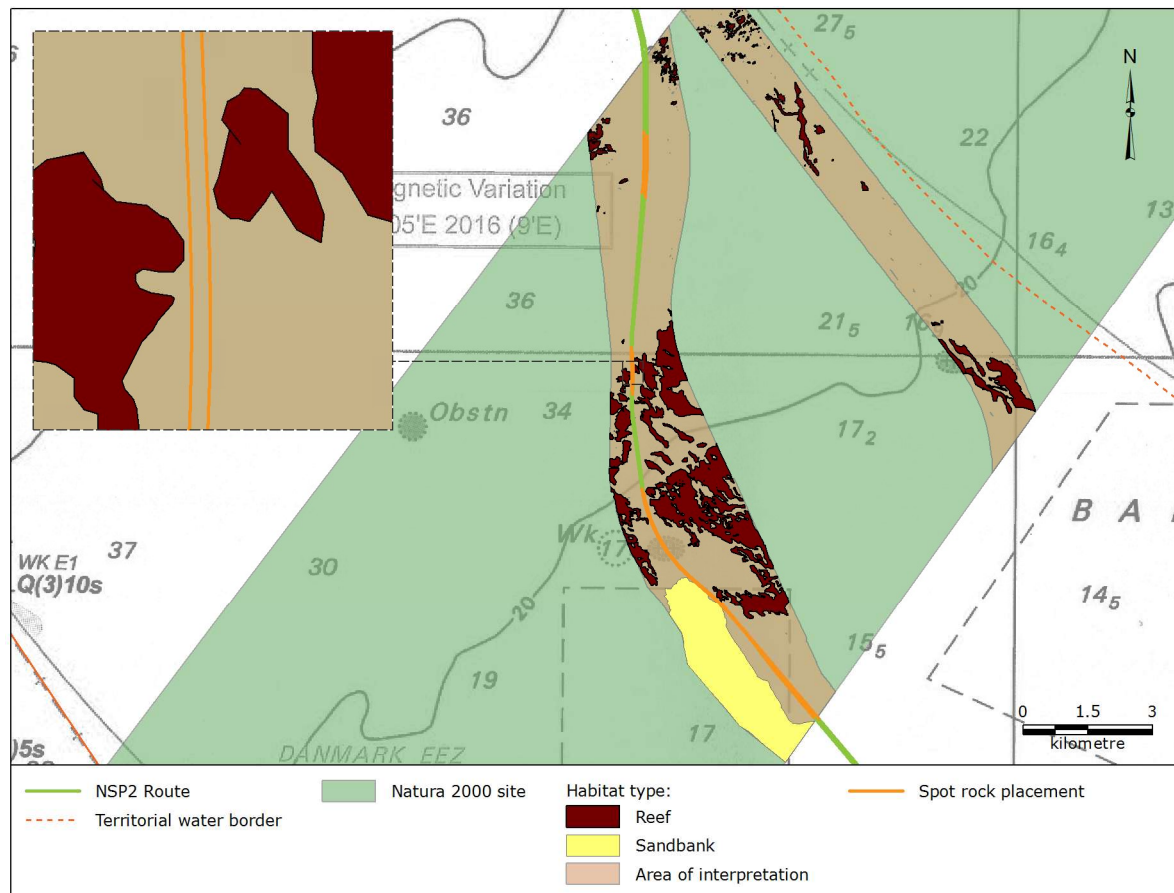 27₅
36
N
22
gnetic Variation
05'E 2016 (9'E)
13
16₄
36
20
21₅
16
Obstn
34
17₂
B A
WK E1
Q(3)10s
37
30
Wk
17
14₅
20
15₅
19
0 1.5 3
kilometre
17
)5s
DANMARK EEZ
NSP2 Route
Territorial water border
Natura 2000 site
Habitat type:
Reef
Sandbank
Area of interpretation
Spot rock placement